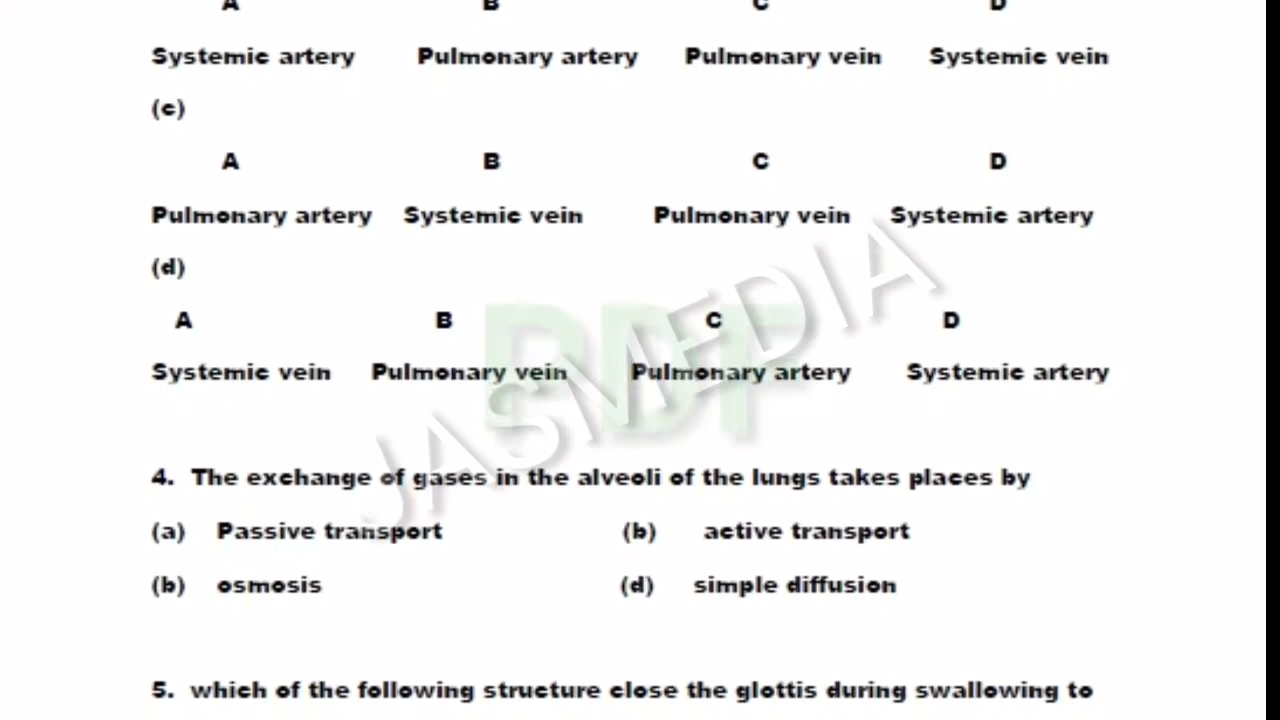 A B C D
Systemic artery Pulmonary artery Pulmonary vein Systemic vein
(c)
A B C D
Pulmonary artery Systemic vein Pulmonary vein Systemic artery
(d)
A B C D
Systemic vein Pulmonary vein Pulmonary artery Systemic artery
PDF
JASMEDIA
4. The exchange of gases in the alveoli of the lungs takes places by
(a) Passive transport (b) active transport
(b) osmosis (d) simple diffusion
5. which of the following structure close the glottis during swallowing to